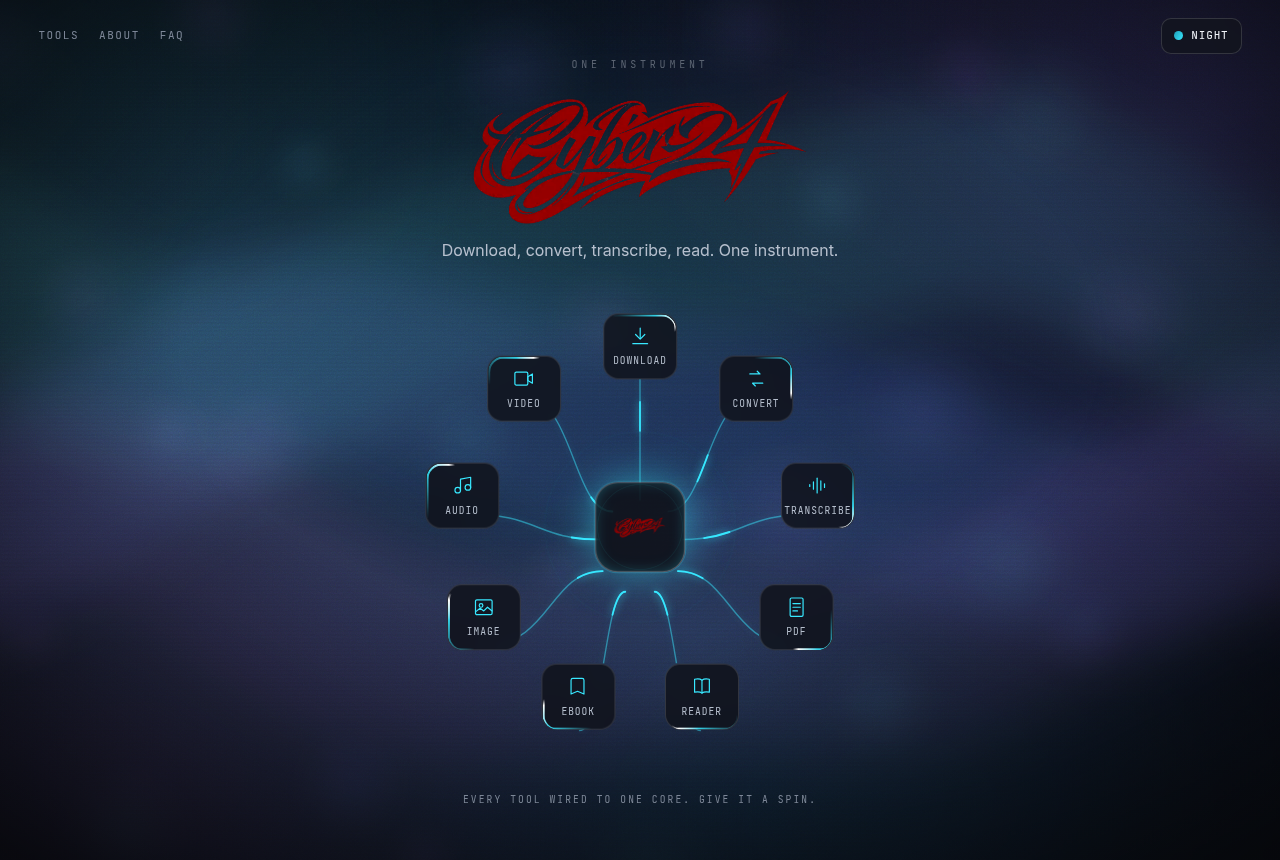 TOOLS ABOUT FAQ
NIGHT
ONE INSTRUMENT
Cyber24
Download, convert, transcribe, read. One instrument.
DOWNLOAD
VIDEO
CONVERT
AUDIO
TRANSCRIBE
Cyber24
IMAGE
PDF
EBOOK
READER
EVERY TOOL WIRED TO ONE CORE. GIVE IT A SPIN.